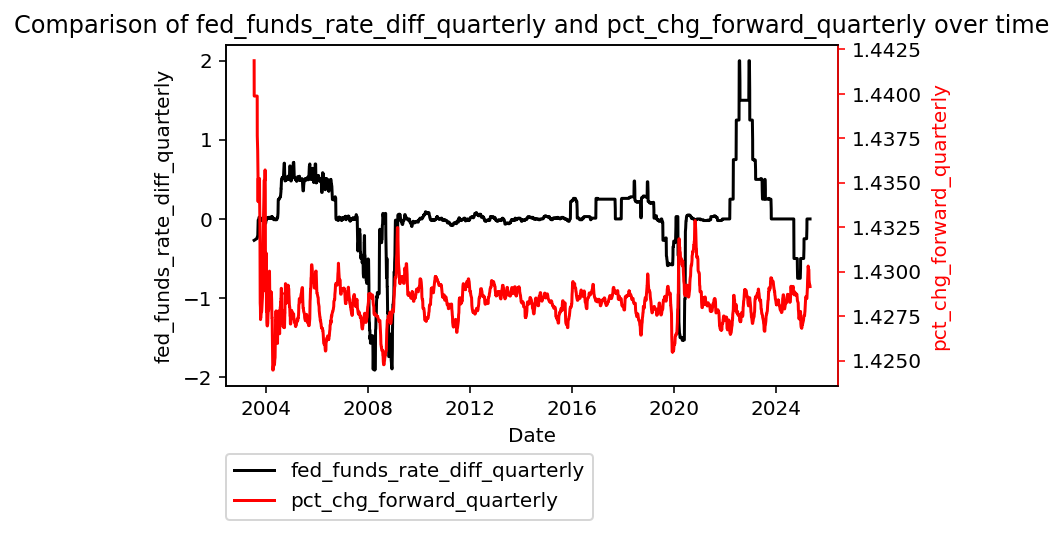 Comparison of fed_funds_rate_diff_quarterly and pct_chg_forward_quarterly over time
fed_funds_rate_diff_quarterly
2
1
0
−1
−2
1.4425
1.4400
1.4375
1.4350
1.4325
1.4300
1.4275
1.4250
pct_chg_forward_quarterly
2004 2008 2012 2016 2020 2024
Date
fed_funds_rate_diff_quarterly
pct_chg_forward_quarterly